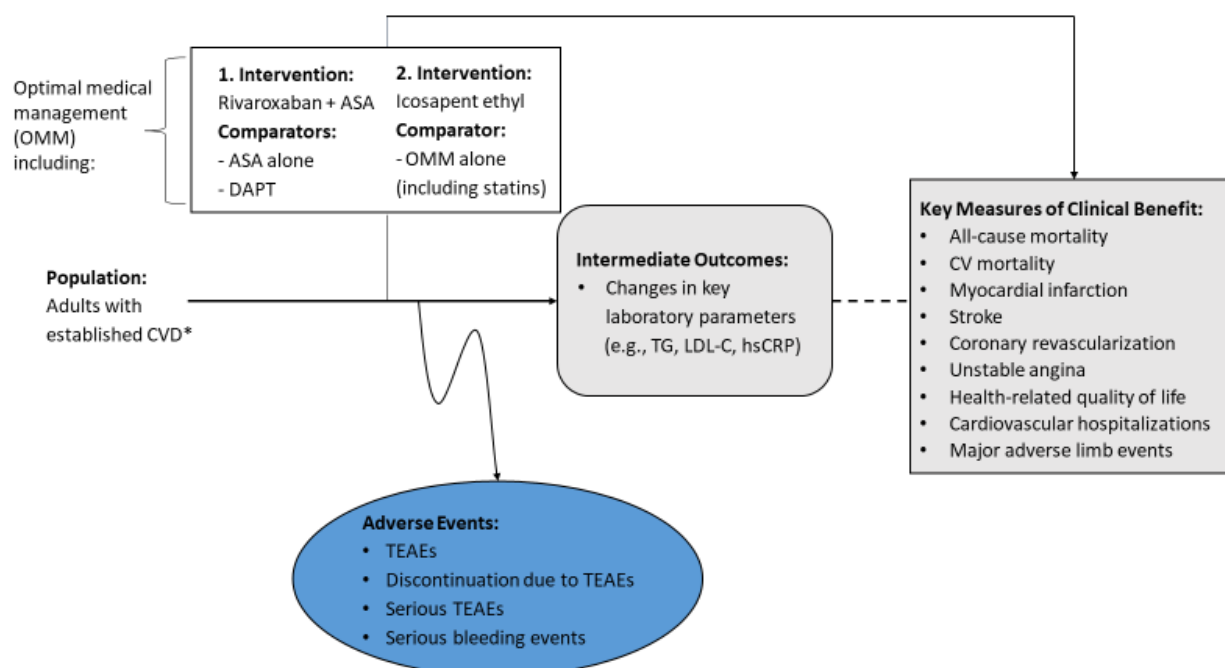 Optimal medical
management
(OMM)
including:
1. Intervention:
Rivaroxaban + ASA
Comparators:
- ASA alone
- DAPT
2. Intervention:
Icosapent ethyl
Comparator:
- OMM alone
(including statins)
Population:
Adults with
established CVD*
Intermediate Outcomes:
• Changes in key
laboratory parameters
(e.g., TG, LDL-C, hsCRP)
Key Measures of Clinical Benefit:
• All-cause mortality
• CV mortality
• Myocardial infarction
• Stroke
• Coronary revascularization
• Unstable angina
• Health-related quality of life
• Cardiovascular hospitalizations
• Major adverse limb events
Adverse Events:
• TEAEs
• Discontinuation due to TEAEs
• Serious TEAEs
• Serious bleeding events